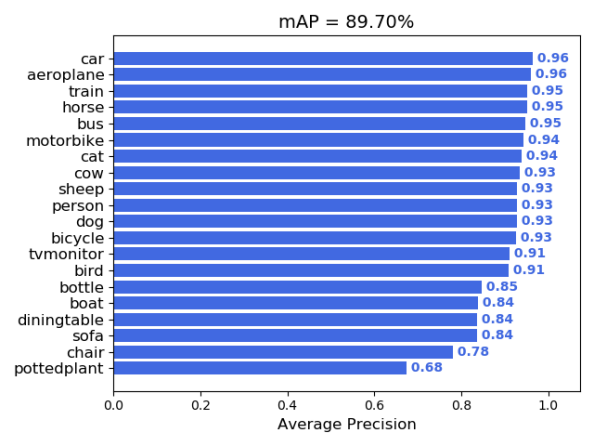 mAP = 89.70%
car 0.96
aeroplane 0.96
train 0.95
horse 0.95
bus 0.95
motorbike 0.94
cat 0.94
cow 0.93
sheep 0.93
person 0.93
dog 0.93
bicycle 0.93
tvmonitor 0.91
bird 0.91
bottle 0.85
boat 0.84
diningtable 0.84
sofa 0.84
chair 0.78
pottedplant 0.68
0.0 0.2 0.4 0.6 0.8 1.0
Average Precision